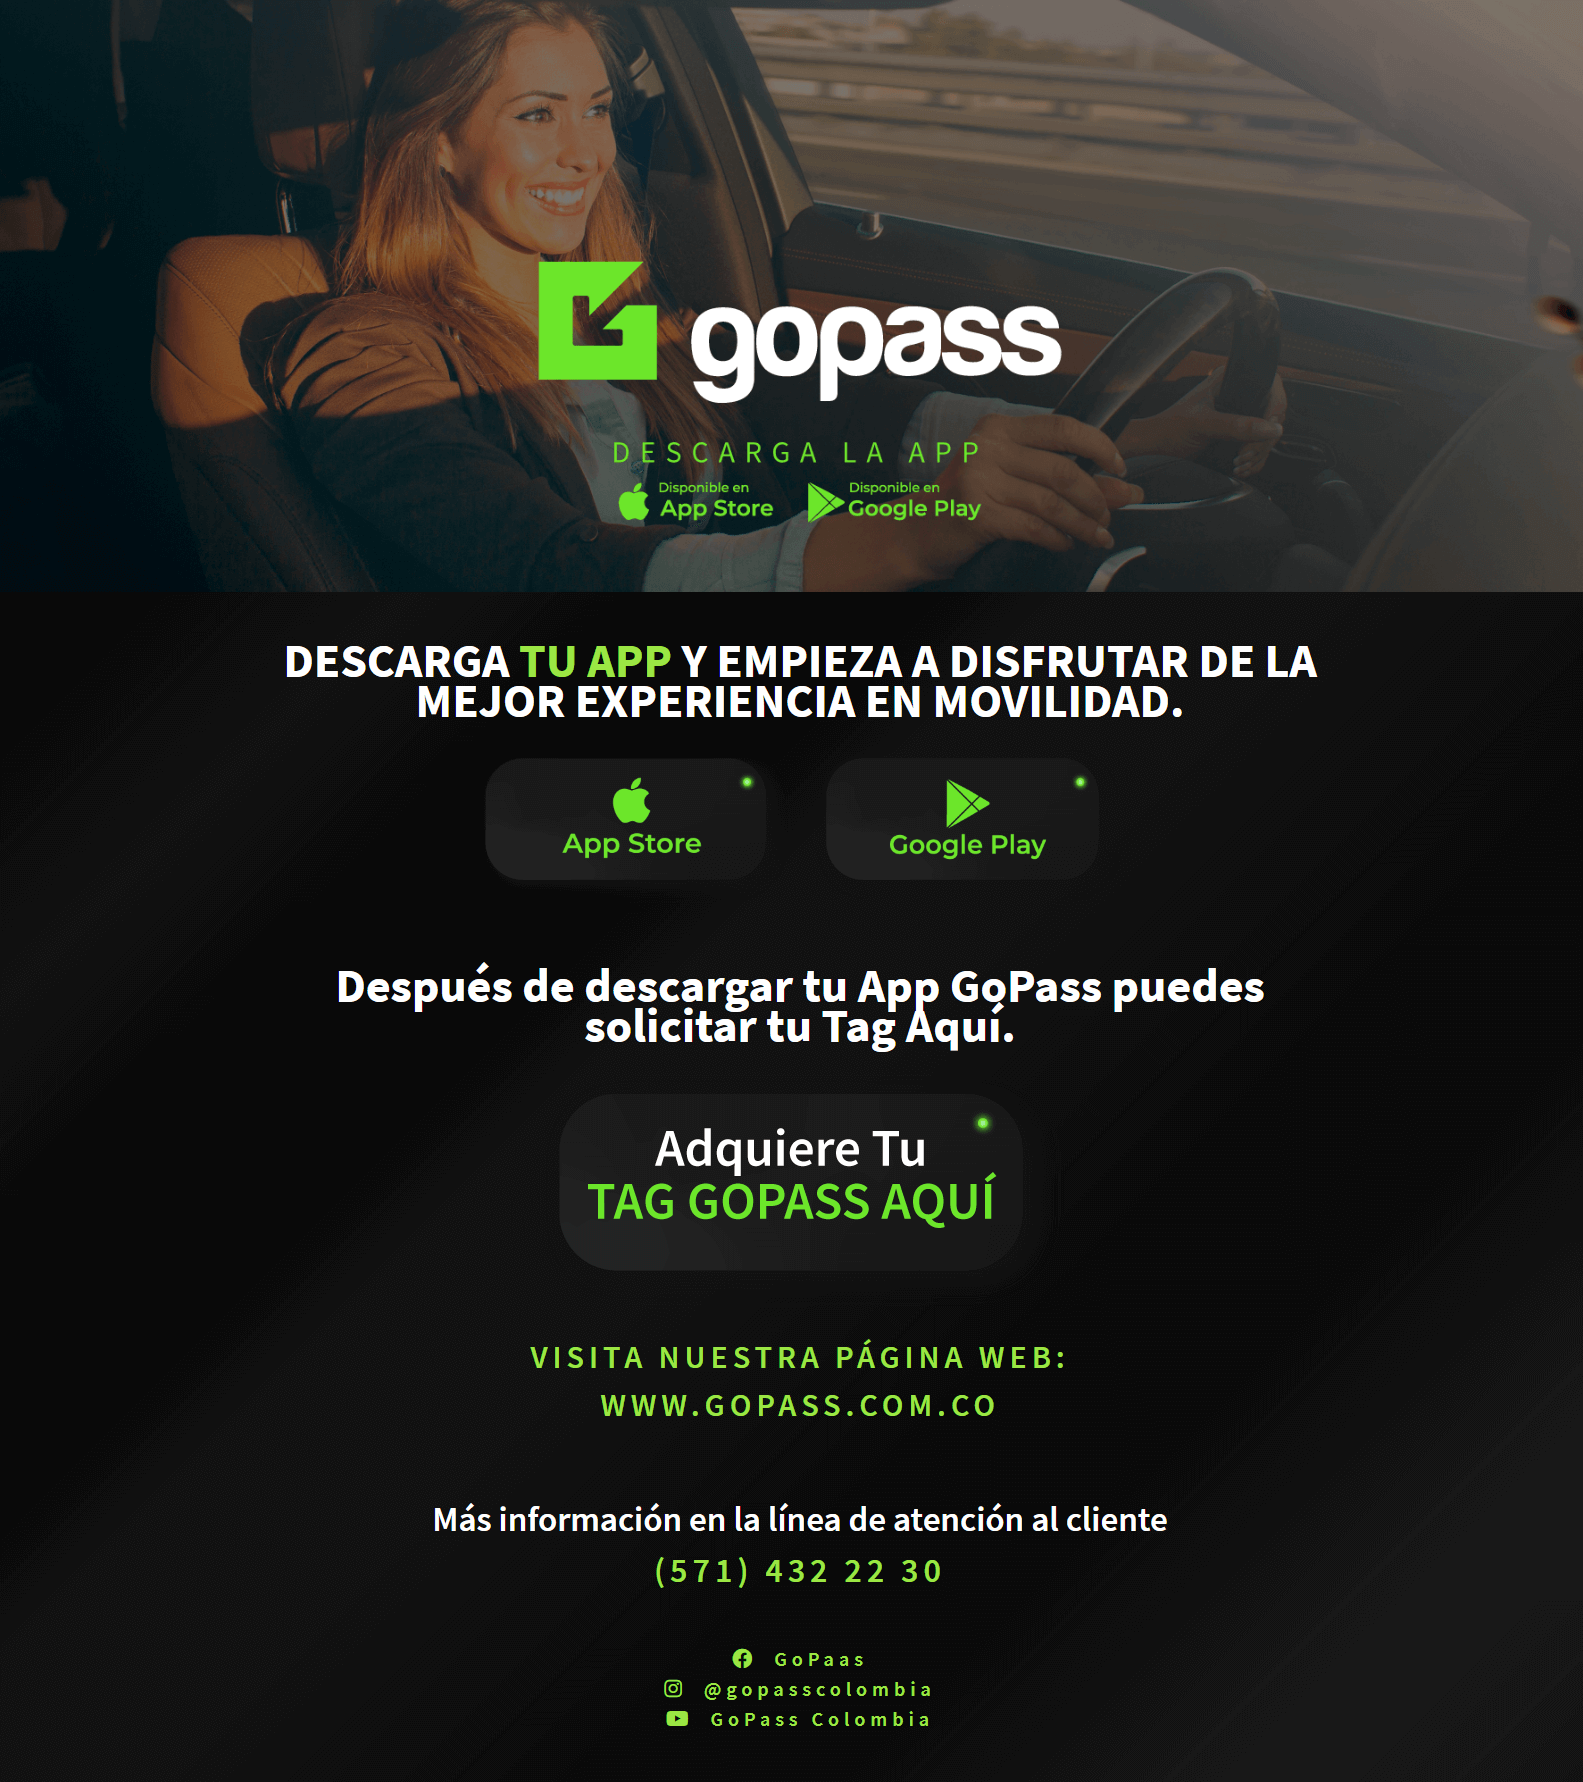 gopass
DESCARGA LA APP
Disponible en
App Store
Disponible en
Google Play
DESCARGA TU APP Y EMPIEZA A DISFRUTAR DE LA
MEJOR EXPERIENCIA EN MOVILIDAD.
App Store
Google Play
Después de descargar tu App GoPass puedes
solicitar tu Tag Aquí.
Adquiere Tu
TAG GOPASS AQUÍ
VISITA NUESTRA PÁGINA WEB:
WWW.GOPASS.COM.CO
Más información en la línea de atención al cliente
(571) 432 22 30
GoPaas
@gopasscolombia
GoPass Colombia